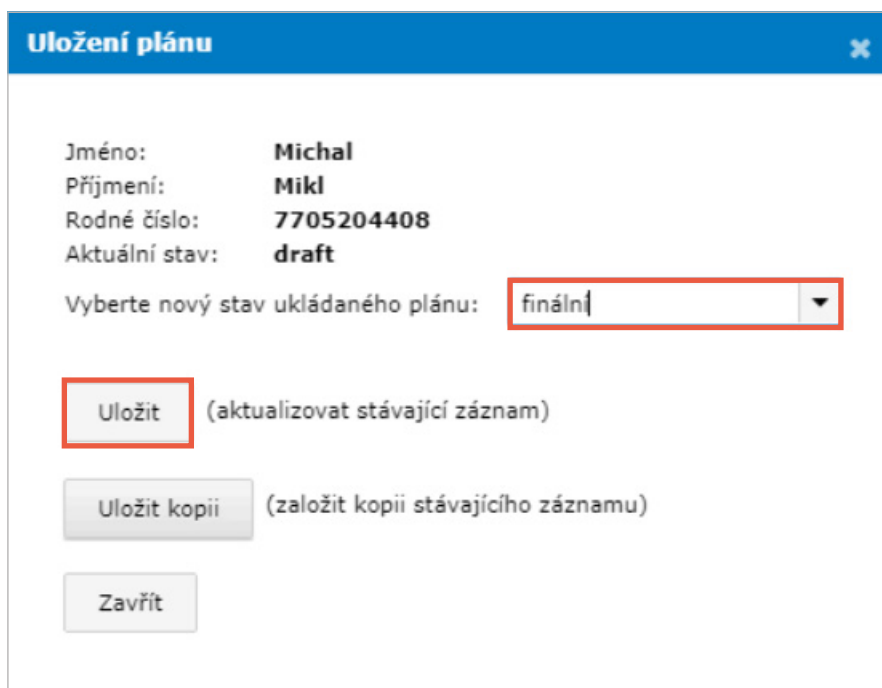 Uložení plánu
Jméno: Michal
Příjmení: Mikl
Rodné číslo: 7705204408
Aktuální stav: draft
Vyberte nový stav ukládaného plánu: finální
Uložit (aktualizovat stávající záznam)
Uložit kopii (založit kopii stávajícího záznamu)
Zavřít